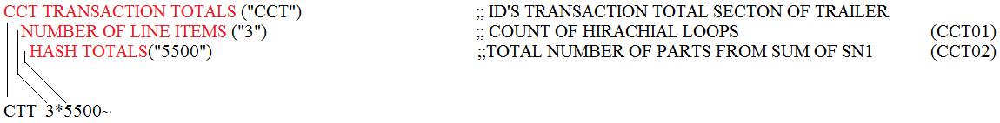 CCT TRANSACTION TOTALS ("CCT") ;; ID'S TRANSACTION TOTAL SECTON OF TRAILER
NUMBER OF LINE ITEMS ("3") ;; COUNT OF HIRACHIAL LOOPS (CCT01)
HASH TOTALS("5500") ;;TOTAL NUMBER OF PARTS FROM SUM OF SN1 (CCT02)
CTT 3*5500~